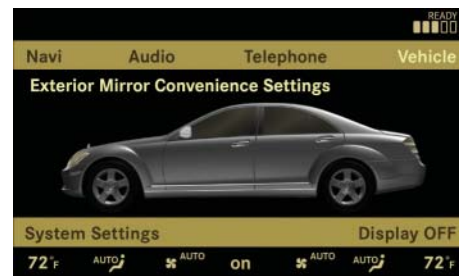 READY
Navi Audio Telephone Vehicle
Exterior Mirror Convenience Settings
System Settings Display OFF
72°F AUTO AUTO on AUTO AUTO 72°F